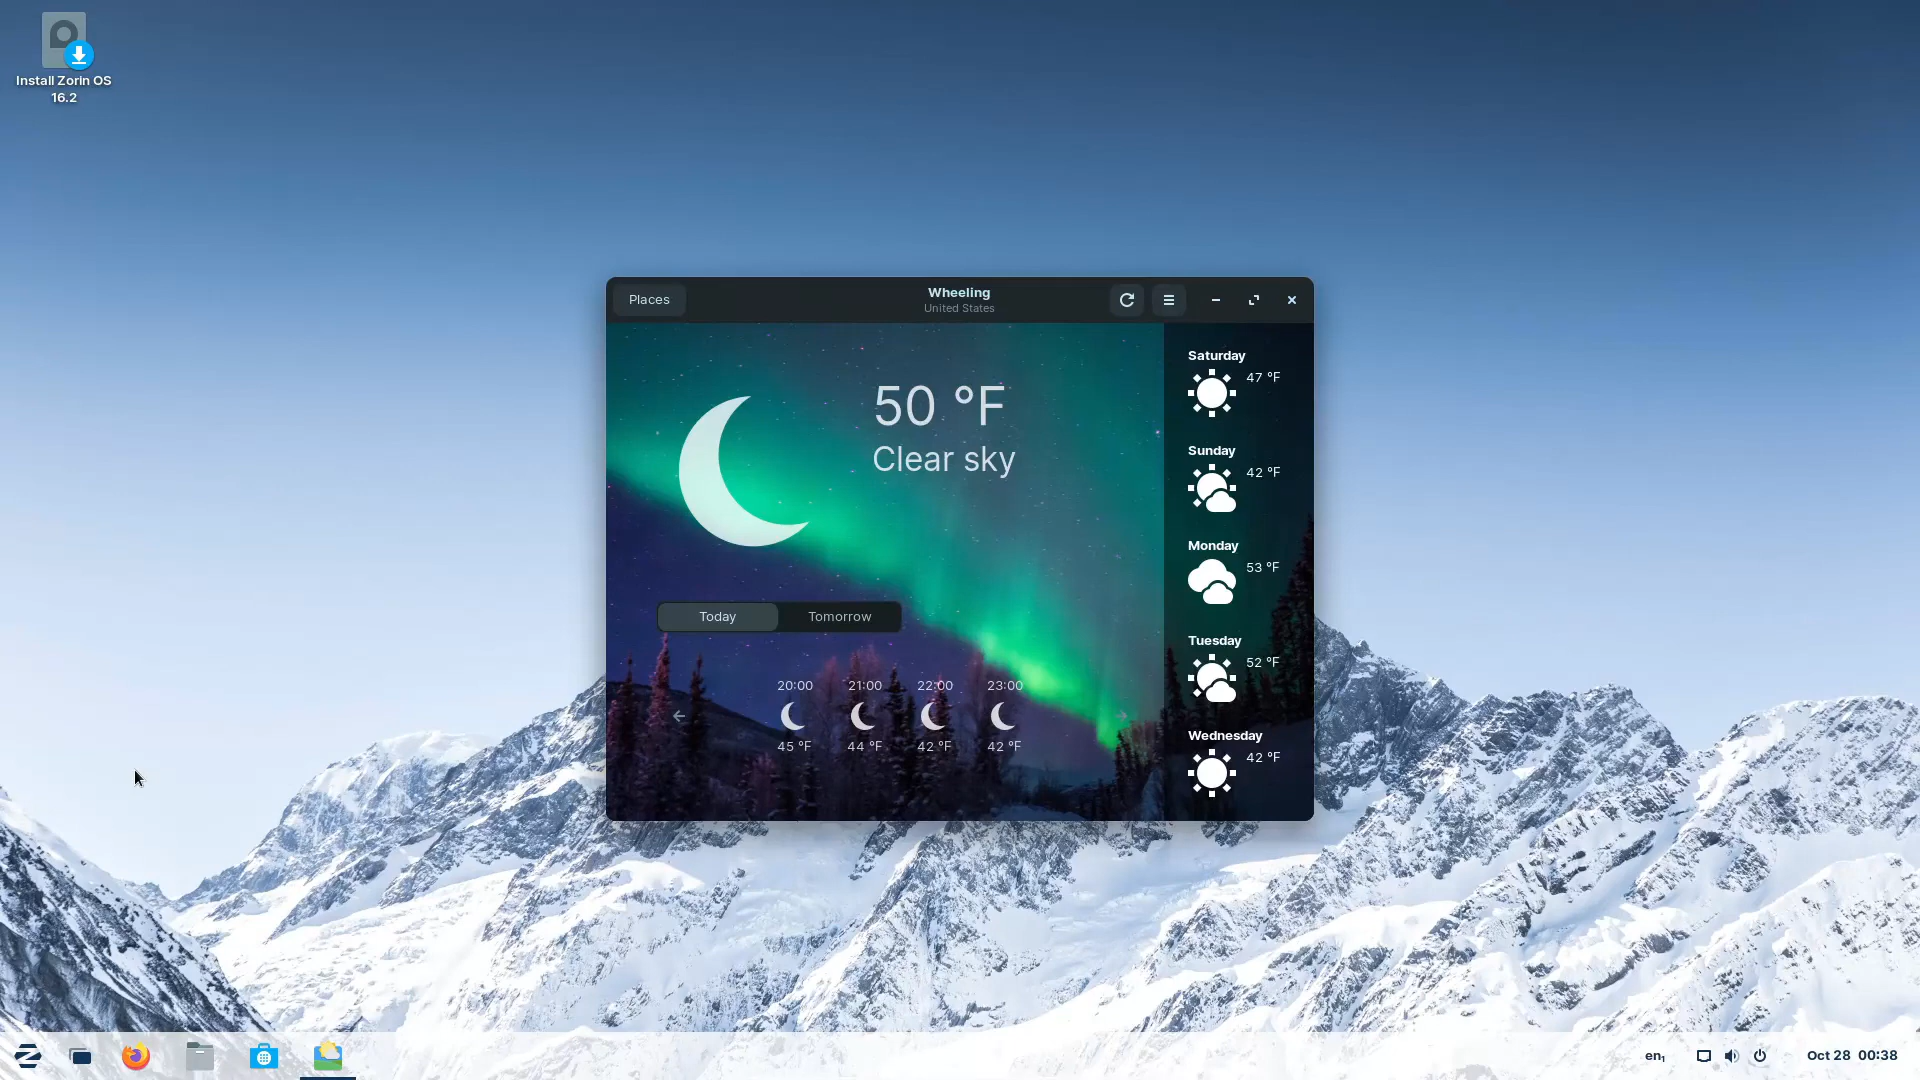 Install Zorin OS
16.2
Places
Wheeling
United States
50 °F
Clear sky
Today
Tomorrow
20:00
21:00
22:00
23:00
45 °F
44 °F
42 °F
42 °F
Saturday
47 °F
Sunday
42 °F
Monday
53 °F
Tuesday
52 °F
Wednesday
42 °F
en₁
Oct 28 00:38